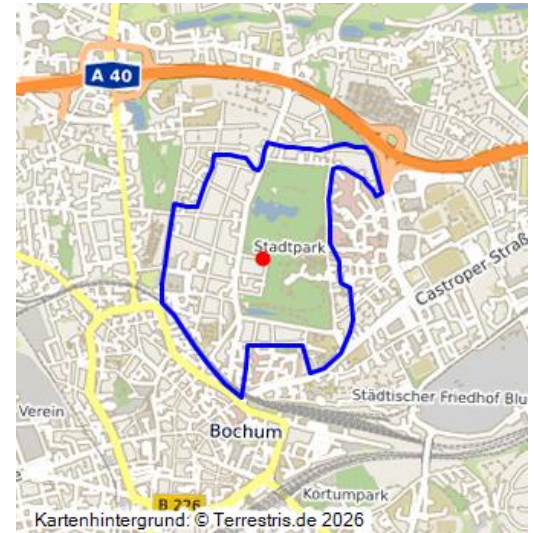 A 40
Stadtpark
Castroper Straß
Städtischer Friedhof Blu
Verein
Bochum
Kortumpark
B 226
Kartenhintergrund: © Terrestris.de 2026